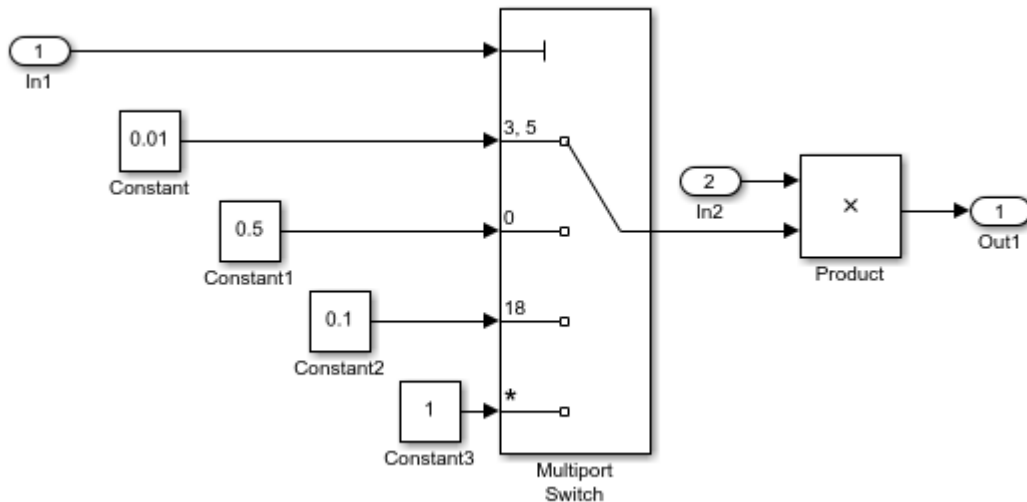 1
In1
0.01
Constant
3, 5
0.5
Constant1
0
2
In2
×
Product
1
Out1
0.1
Constant2
18
1
Constant3
*
Multiport
Switch